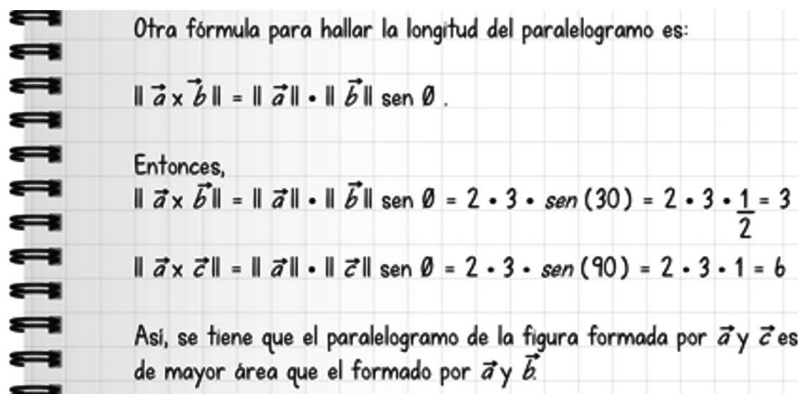 Otra fórmula para hallar la longitud del paralelogramo es:
|| a⃗ x b⃗ || = || a⃗ || • || b⃗ || sen Ø .
Entonces,
|| a⃗ x b⃗ || = || a⃗ || • || b⃗ || sen Ø = 2 • 3 • sen (30) = 2 • 3 • 1/2 = 3
|| a⃗ x c⃗ || = || a⃗ || • || c⃗ || sen Ø = 2 • 3 • sen (90) = 2 • 3 • 1 = 6
Así, se tiene que el paralelogramo de la figura formada por a⃗ y c⃗ es
de mayor área que el formado por a⃗ y b⃗.